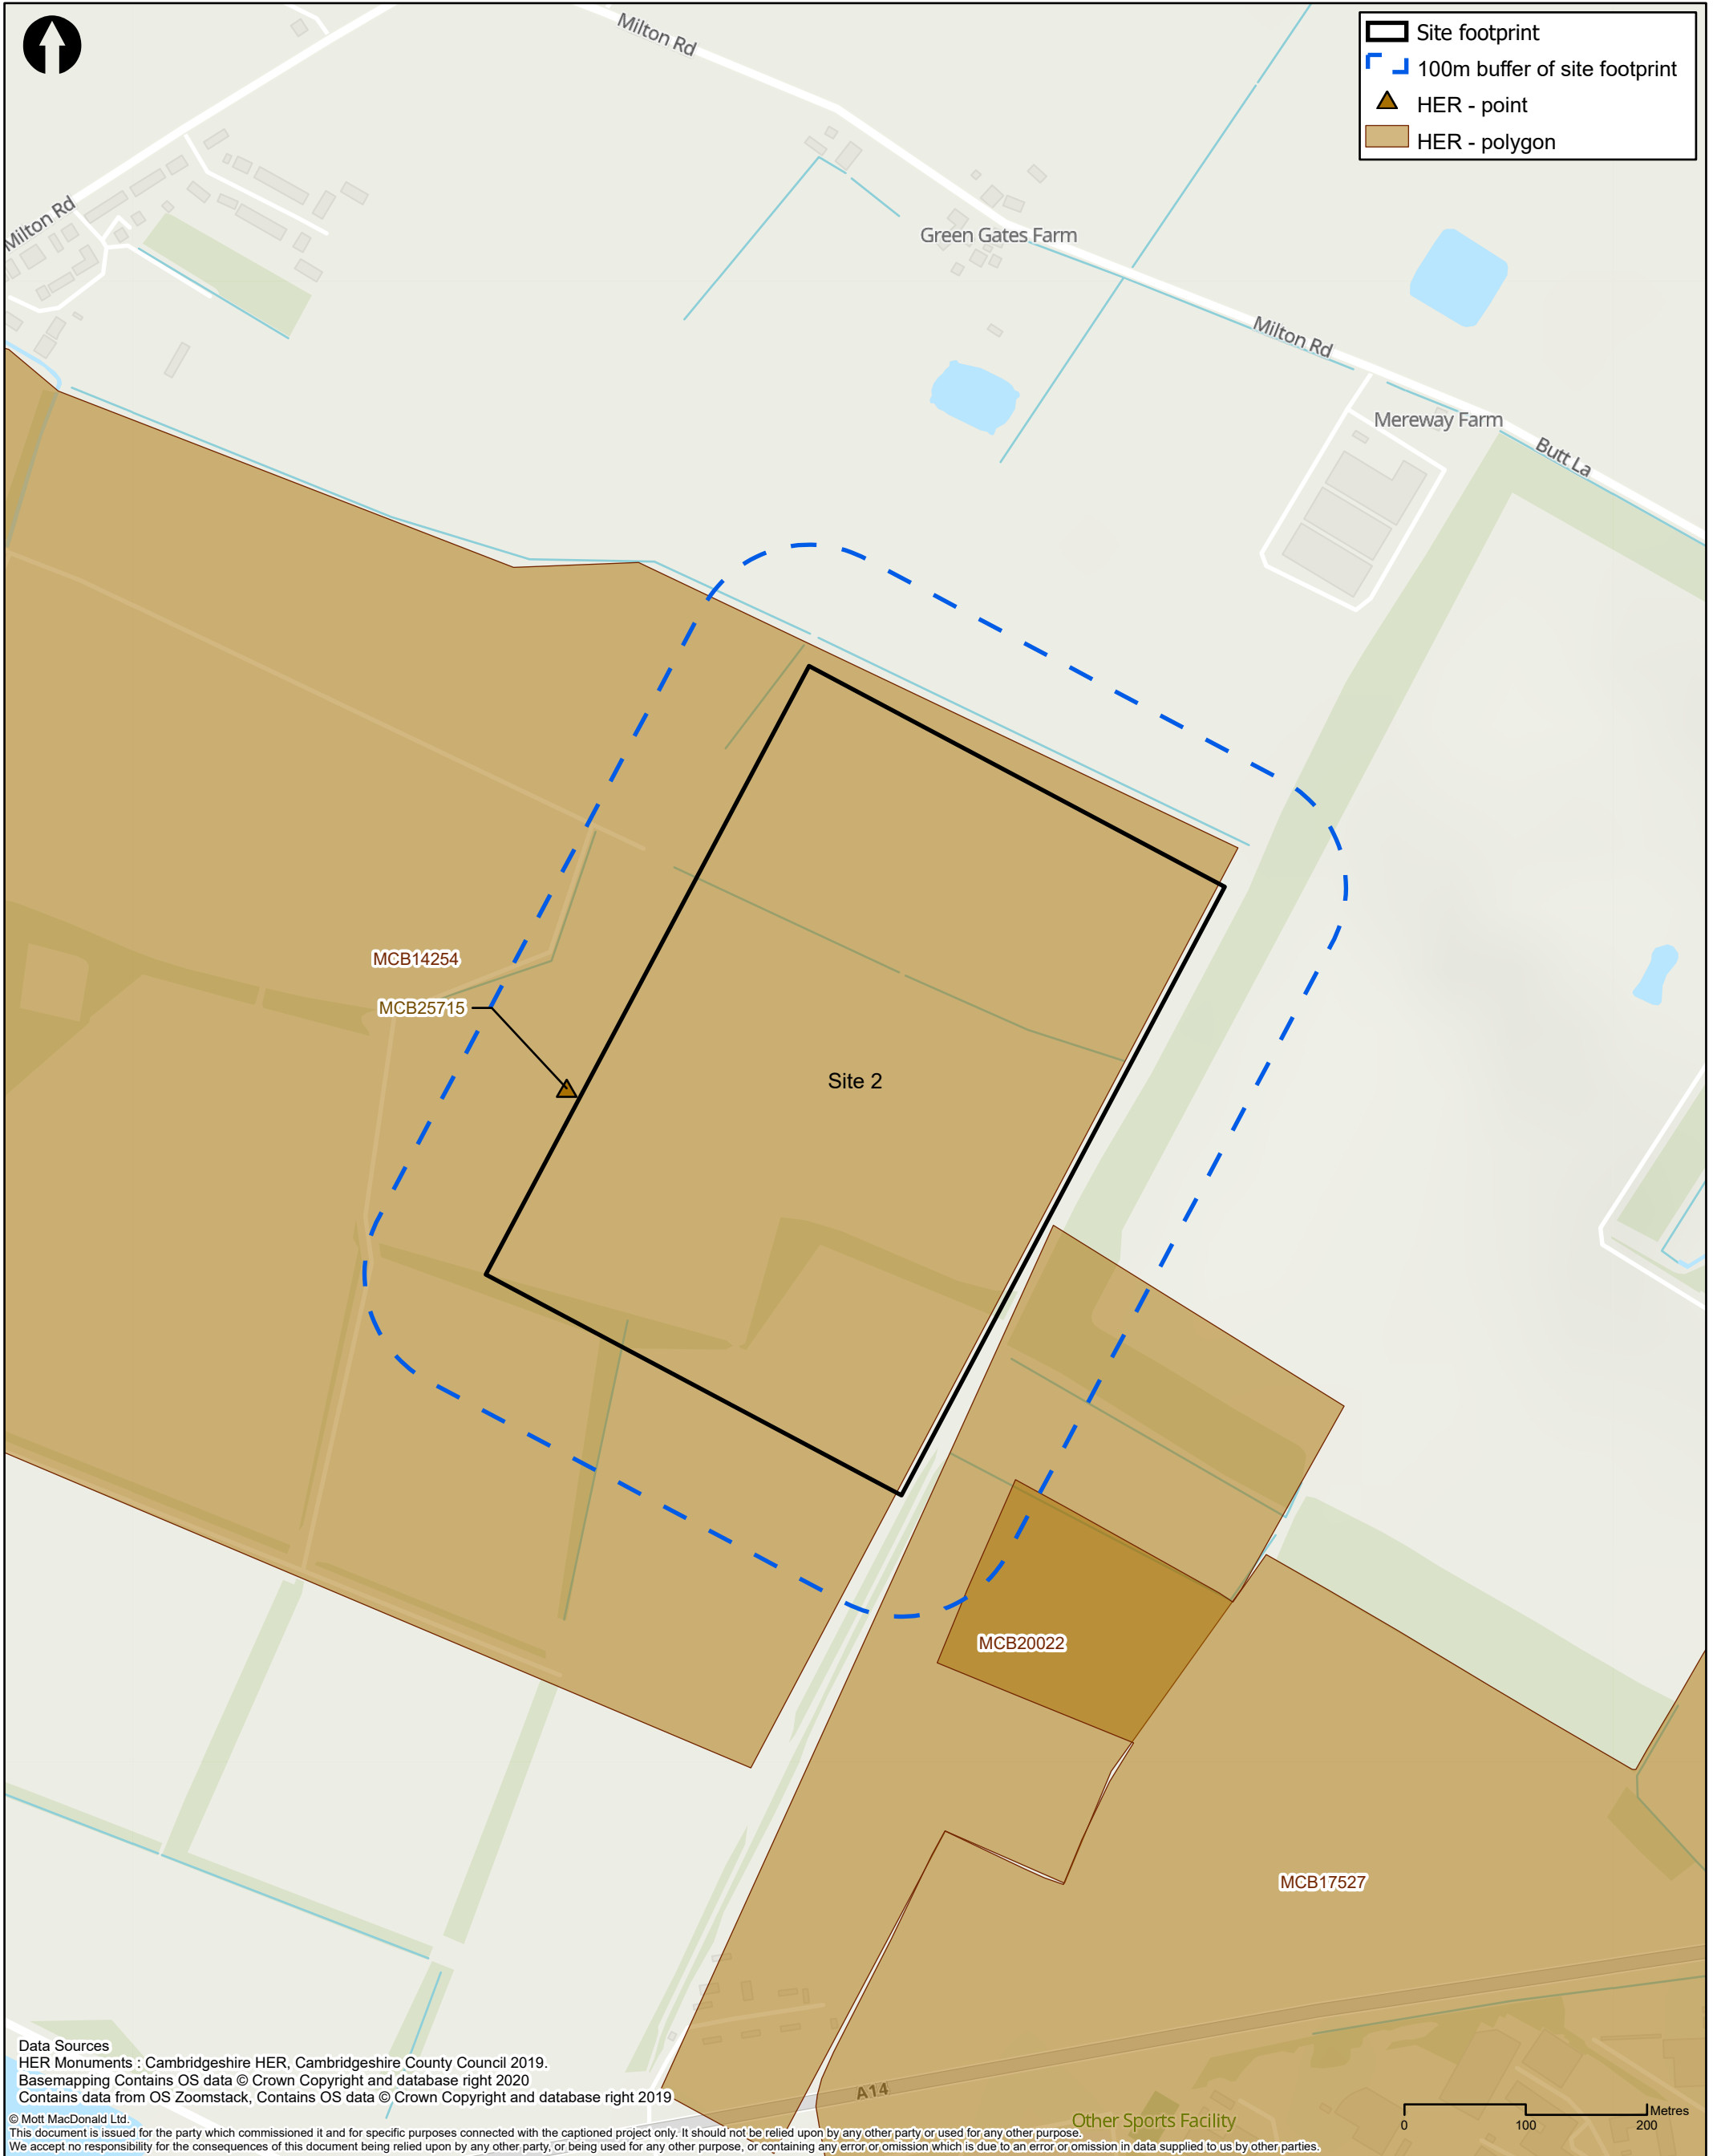 Milton Rd
Site footprint
100m buffer of site footprint
HER - point
HER - polygon
Milton Rd
Green Gates Farm
Milton Rd
Mereway Farm
Butt La
MCB14254
MCB25715
Site 2
MCB20022
MCB17527
A14
Other Sports Facility
Metres
0
100
200
Data Sources
HER Monuments : Cambridgeshire HER, Cambridgeshire County Council 2019.
Basemapping Contains OS data © Crown Copyright and database right 2020
Contains data from OS Zoomstack, Contains OS data © Crown Copyright and database right 2019
© Mott MacDonald Ltd.
This document is issued for the party which commissioned it and for specific purposes connected with the captioned project only. It should not be relied upon by any other party or used for any other purpose.
We accept no responsibility for the consequences of this document being relied upon by any other party, or being used for any other purpose, or containing any error or omission which is due to an error or omission in data supplied to us by other parties.